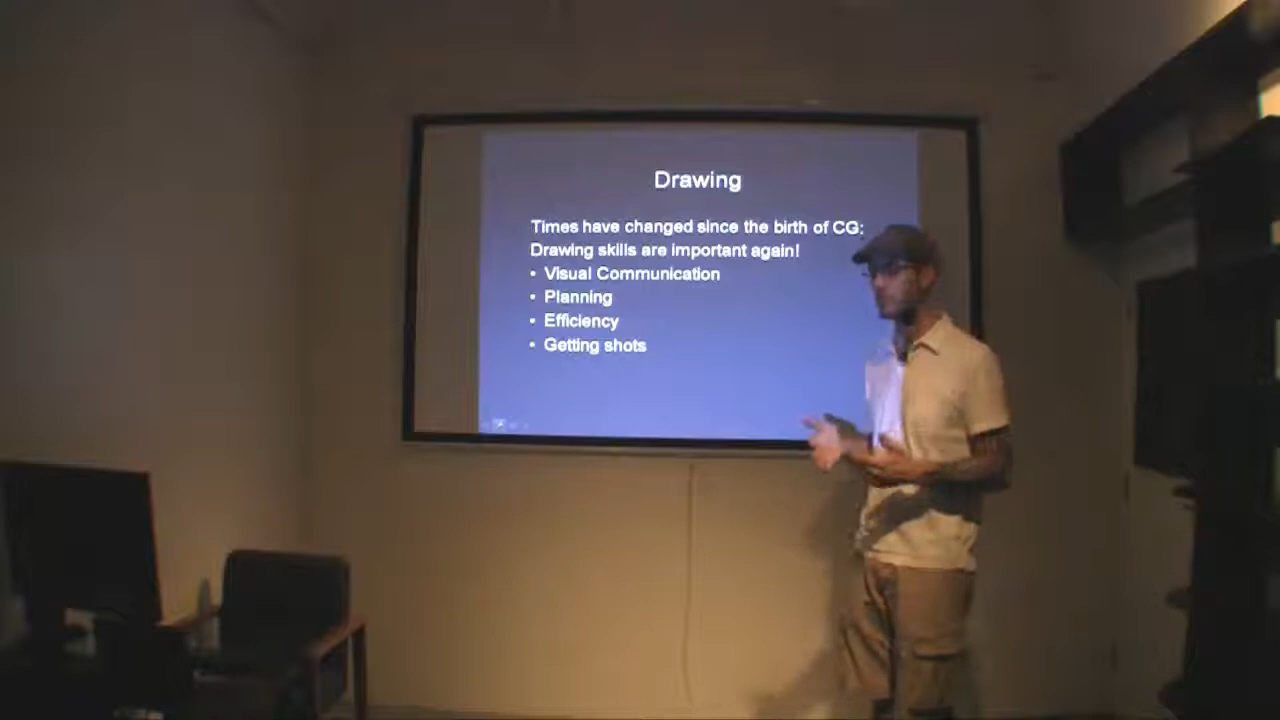 Drawing
Times have changed since the birth of CG:
Drawing skills are important again!
• Visual Communication
• Planning
• Efficiency
• Getting shots